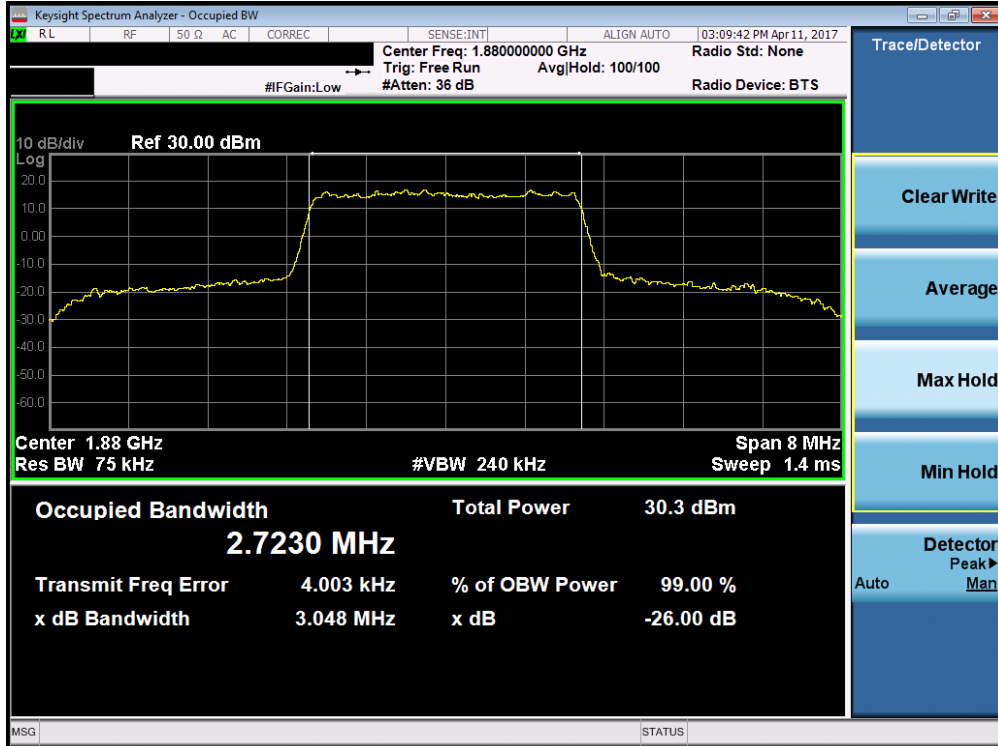 Keysight Spectrum Analyzer - Occupied BW
LXI RL RF 50 Ω AC CORREC SENSE:INT ALIGN AUTO 03:09:42 PM Apr 11, 2017
Center Freq: 1.880000000 GHz Radio Std: None
Trig: Free Run Avg|Hold: 100/100
#IFGain:Low #Atten: 36 dB Radio Device: BTS
Trace/Detector
10 dB/div Ref 30.00 dBm
Log
20.0
10.0
0.00
-10.0
-20.0
-30.0
-40.0
-50.0
-60.0
Center 1.88 GHz Span 8 MHz
Res BW 75 kHz #VBW 240 kHz Sweep 1.4 ms
Occupied Bandwidth Total Power 30.3 dBm
2.7230 MHz
Transmit Freq Error 4.003 kHz % of OBW Power 99.00 %
x dB Bandwidth 3.048 MHz x dB -26.00 dB
Clear Write
Average
Max Hold
Min Hold
Detector
Peak▶
Auto Man
MSG STATUS